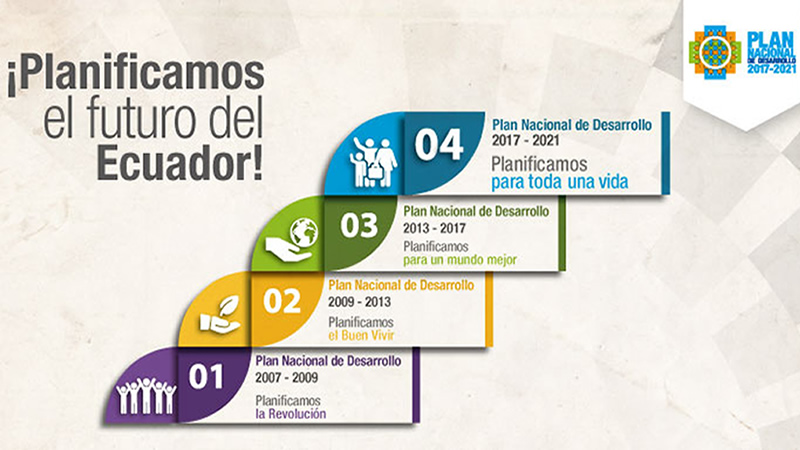 ¡Planificamos
el futuro del
Ecuador!
PLAN
NACIONAL
DE DESARROLLO
2017-2021
04
Plan Nacional de Desarrollo
2017 - 2021
Planificamos
para toda una vida
03
Plan Nacional de Desarrollo
2013 - 2017
Planificamos
para un mundo mejor
02
Plan Nacional de Desarrollo
2009 - 2013
Planificamos
el Buen Vivir
01
Plan Nacional de Desarrollo
2007 - 2009
Planificamos
la Revolución